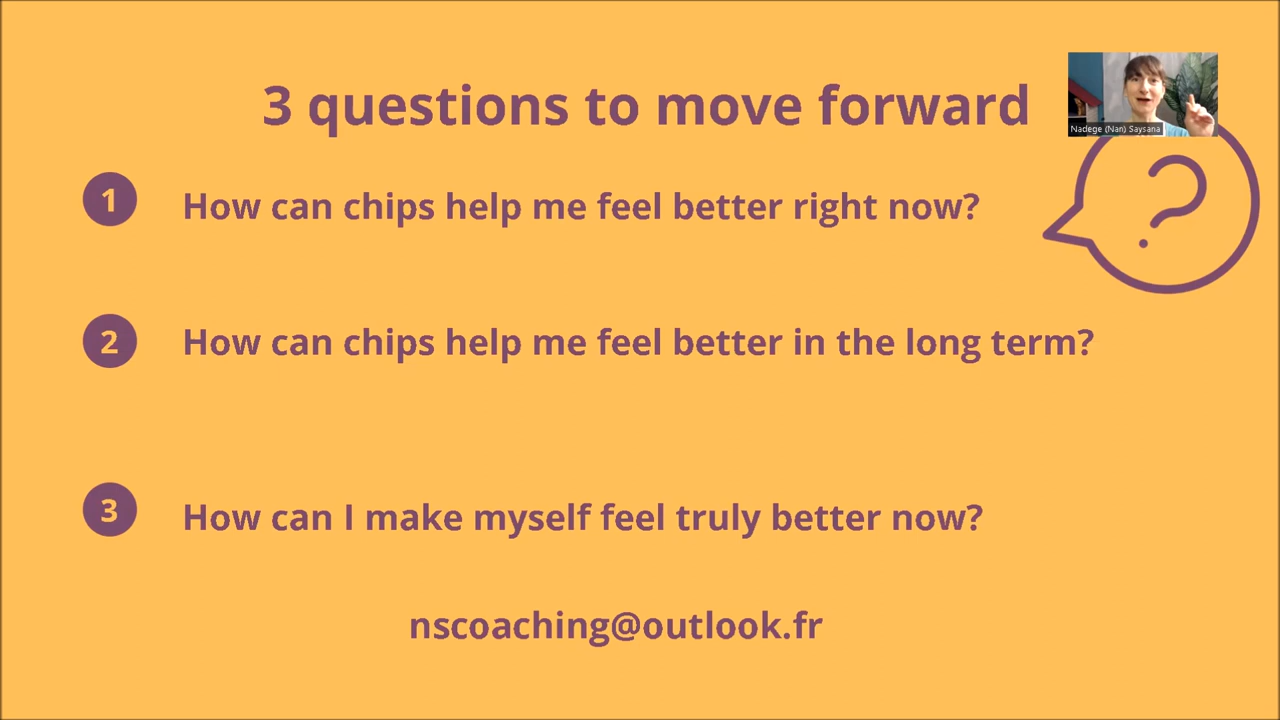 3 questions to move forward
Nadege (Nan) Saysana
1 How can chips help me feel better right now?
?
2 How can chips help me feel better in the long term?
3 How can I make myself feel truly better now?
nscoaching@outlook.fr